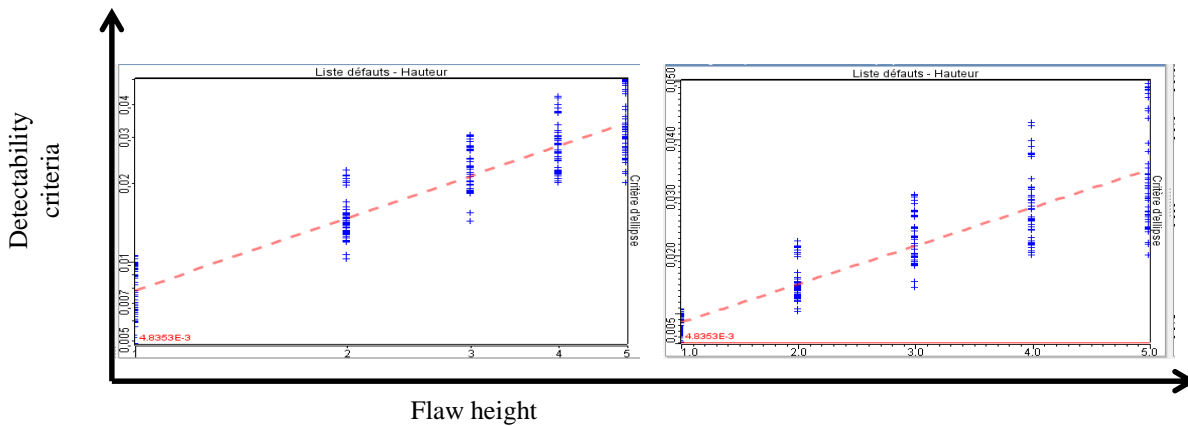 Detectability
criteria
Liste défauts - Hauteur
0,04
0,03
0,02
0,01
0,007
0,005
4.8353E-3
1
2
3
4
5
Critère d'ellipse
Liste défauts - Hauteur
0,050
0,040
0,030
0,020
0,005
4.8353E-3
1.0
2.0
3.0
4.0
5.0
Critère d'ellipse
Flaw height